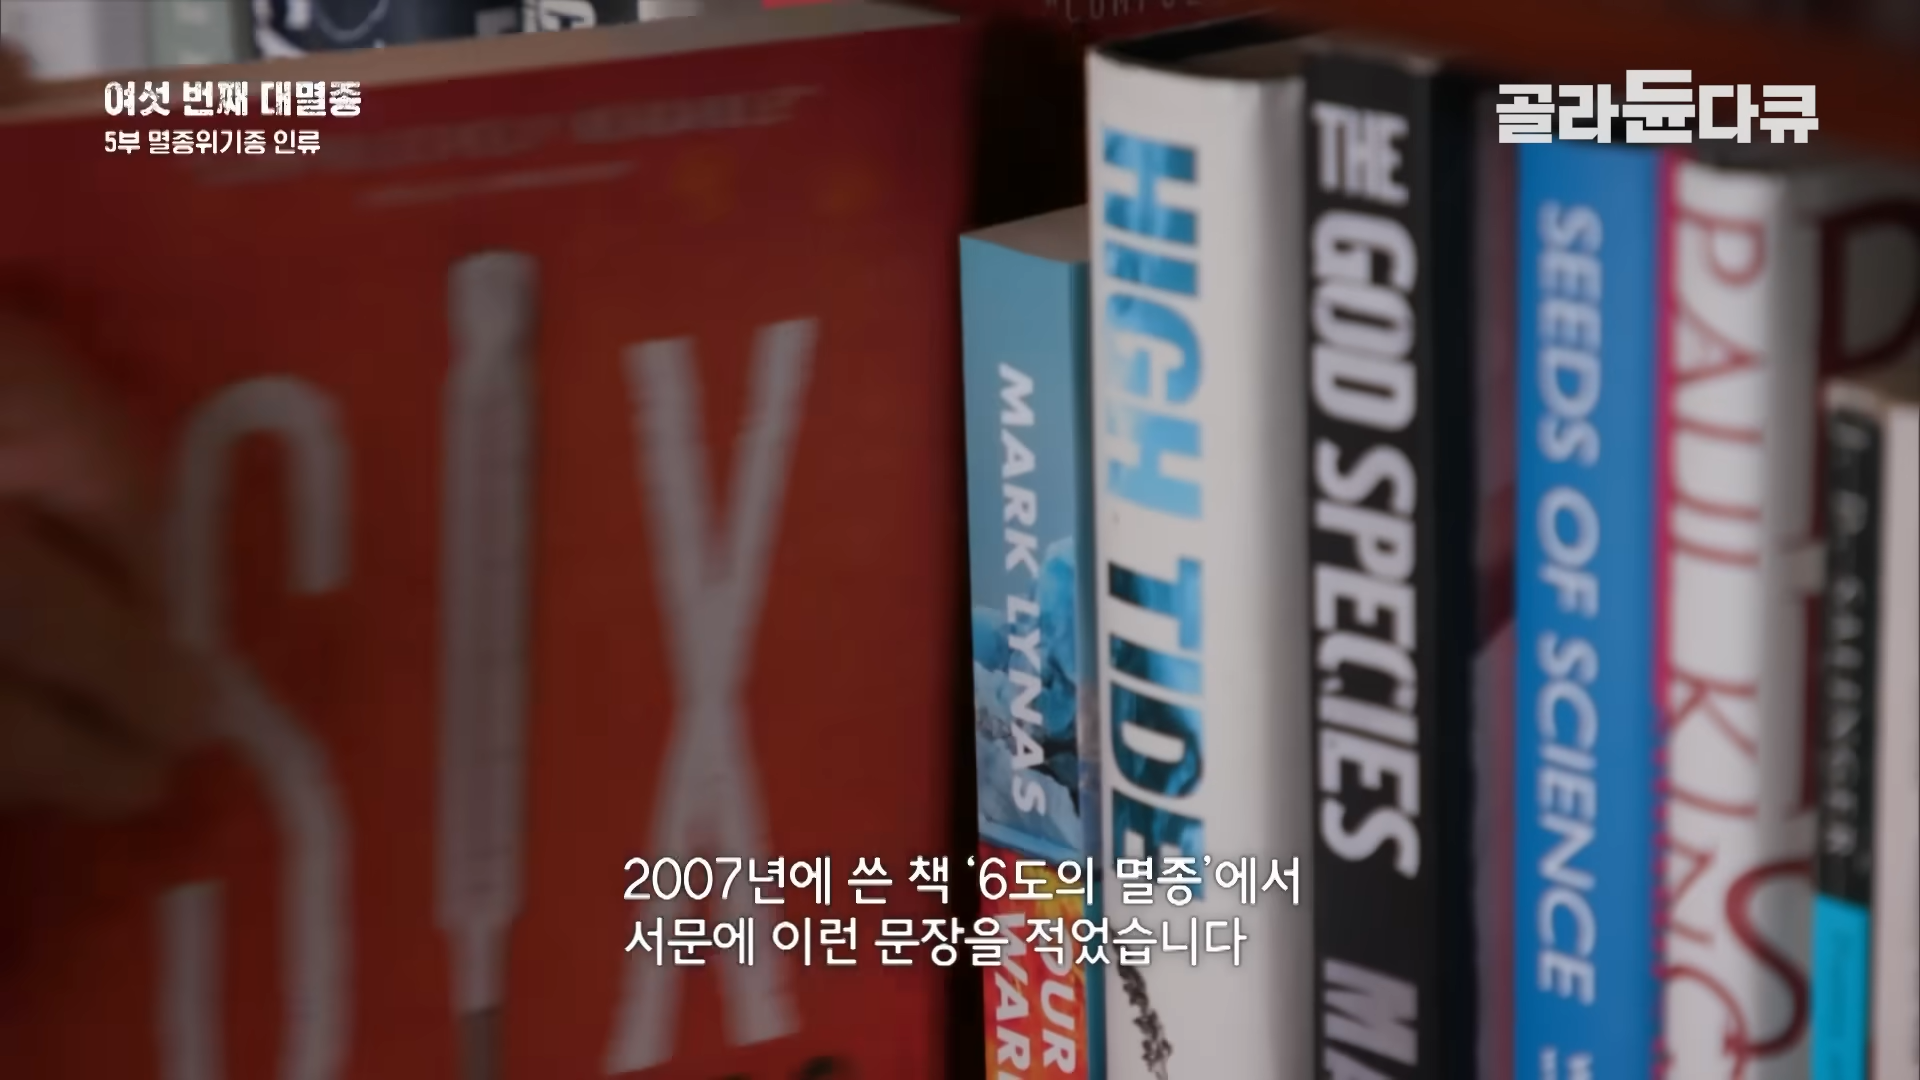 여섯 번째 대멸종
5부 멸종위기종 인류
골라듄다큐
SIX
MARK LYNAS
HIGH TIDE
THE GOD SPECIES
SEEDS OF SCIENCE
PAUL KING
2007년에 쓴 책 ‘6도의 멸종’에서
서문에 이런 문장을 적었습니다